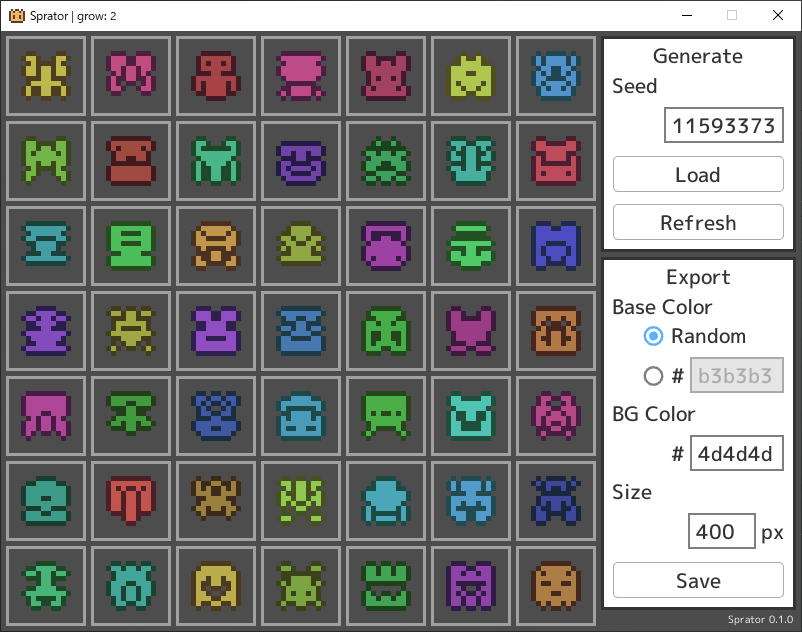 Sprator | grow: 2
Generate
Seed
11593373
Load
Refresh
Export
Base Color
Random
# b3b3b3
BG Color
# 4d4d4d
Size
400 px
Save
Sprator 0.1.0